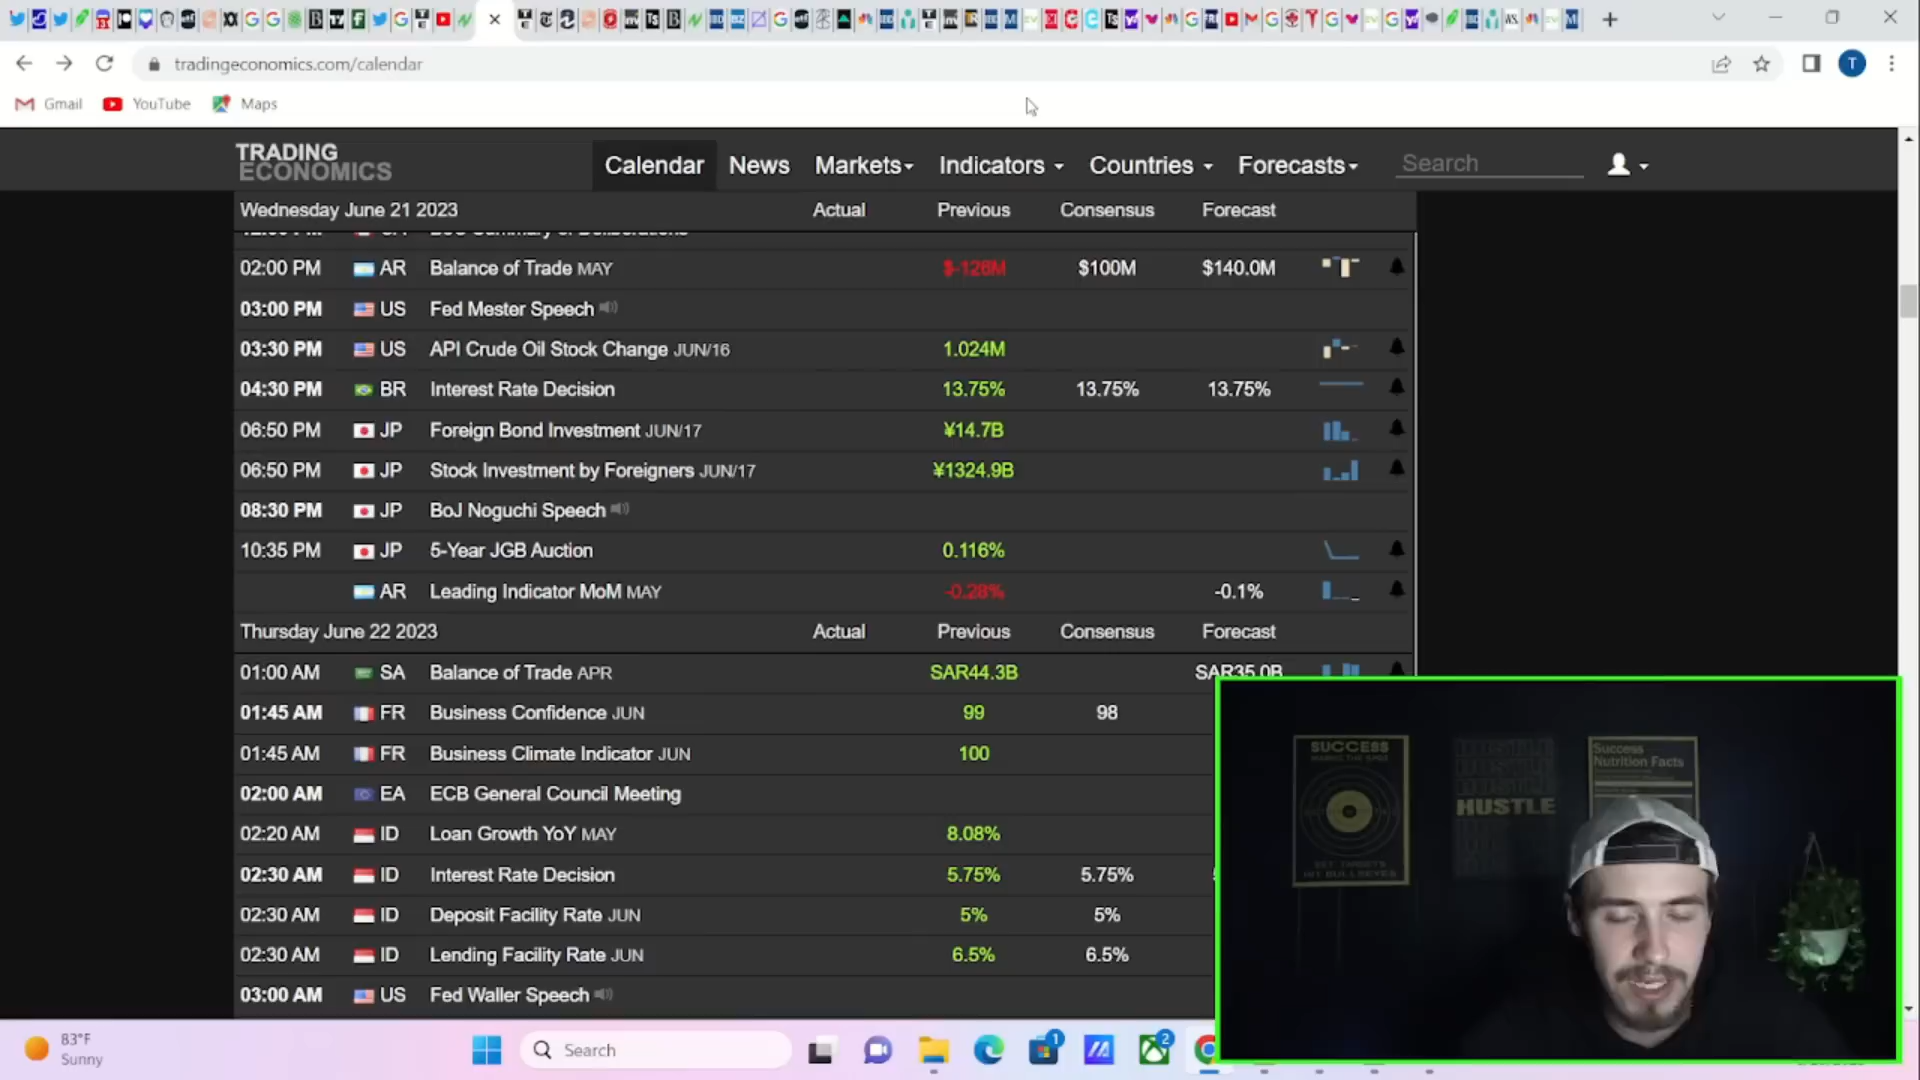 tradingeconomics.com/calendar
T
Gmail YouTube Maps
TRADING
ECONOMICS
Calendar News Markets Indicators Countries Forecasts Search
Wednesday June 21 2023 Actual Previous Consensus Forecast
02:00 PM AR Balance of Trade MAY $-126M $100M $140.0M
03:00 PM US Fed Mester Speech
03:30 PM US API Crude Oil Stock Change JUN/16 1.024M
04:30 PM BR Interest Rate Decision 13.75% 13.75% 13.75%
06:50 PM JP Foreign Bond Investment JUN/17 ¥14.7B
06:50 PM JP Stock Investment by Foreigners JUN/17 ¥1324.9B
08:30 PM JP BoJ Noguchi Speech
10:35 PM JP 5-Year JGB Auction 0.116%
AR Leading Indicator MoM MAY -0.28% -0.1%
Thursday June 22 2023 Actual Previous Consensus Forecast
01:00 AM SA Balance of Trade APR SAR44.3B SAR35.0B
01:45 AM FR Business Confidence JUN 99 98
01:45 AM FR Business Climate Indicator JUN 100
02:00 AM EA ECB General Council Meeting
02:20 AM ID Loan Growth YoY MAY 8.08%
02:30 AM ID Interest Rate Decision 5.75% 5.75%
02:30 AM ID Deposit Facility Rate JUN 5% 5%
02:30 AM ID Lending Facility Rate JUN 6.5% 6.5%
03:00 AM US Fed Waller Speech
SUCCESS
HUSTLE
Success
Nutrition Facts
83°F
Sunny
Search
1
2